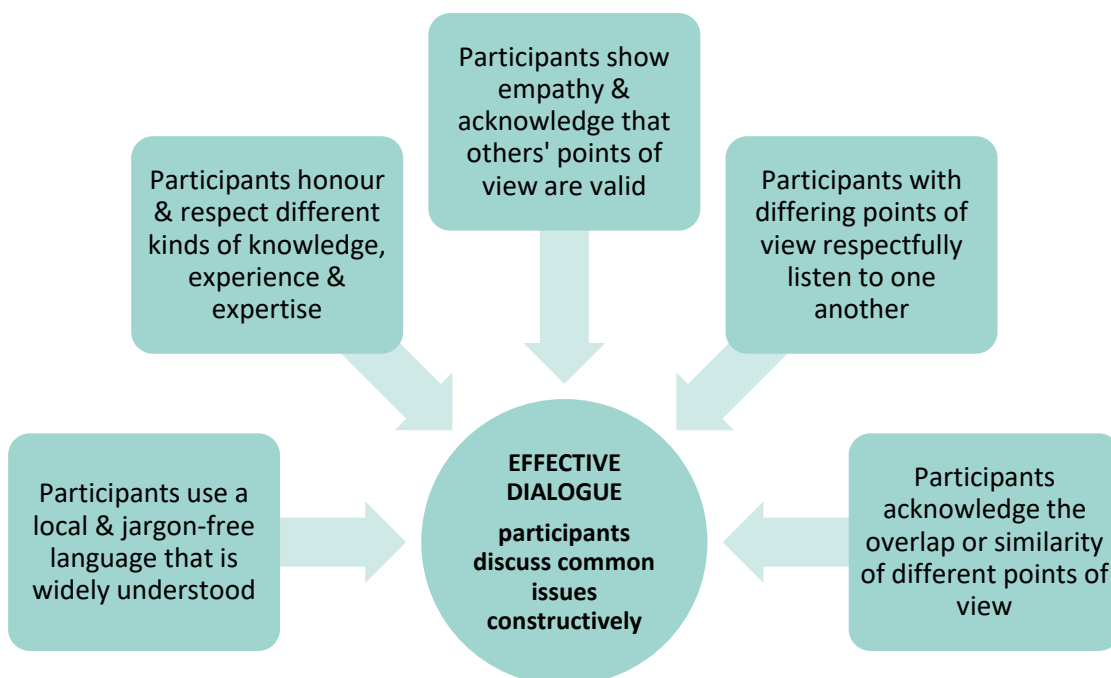 Participants show
empathy &
acknowledge that
others' points of
view are valid
Participants honour
& respect different
kinds of knowledge,
experience &
expertise
Participants with
differing points of
view respectfully
listen to one
another
Participants use a
local & jargon-free
language that is
widely understood
EFFECTIVE
DIALOGUE
participants
discuss common
issues
constructively
Participants
acknowledge the
overlap or similarity
of different points of
view